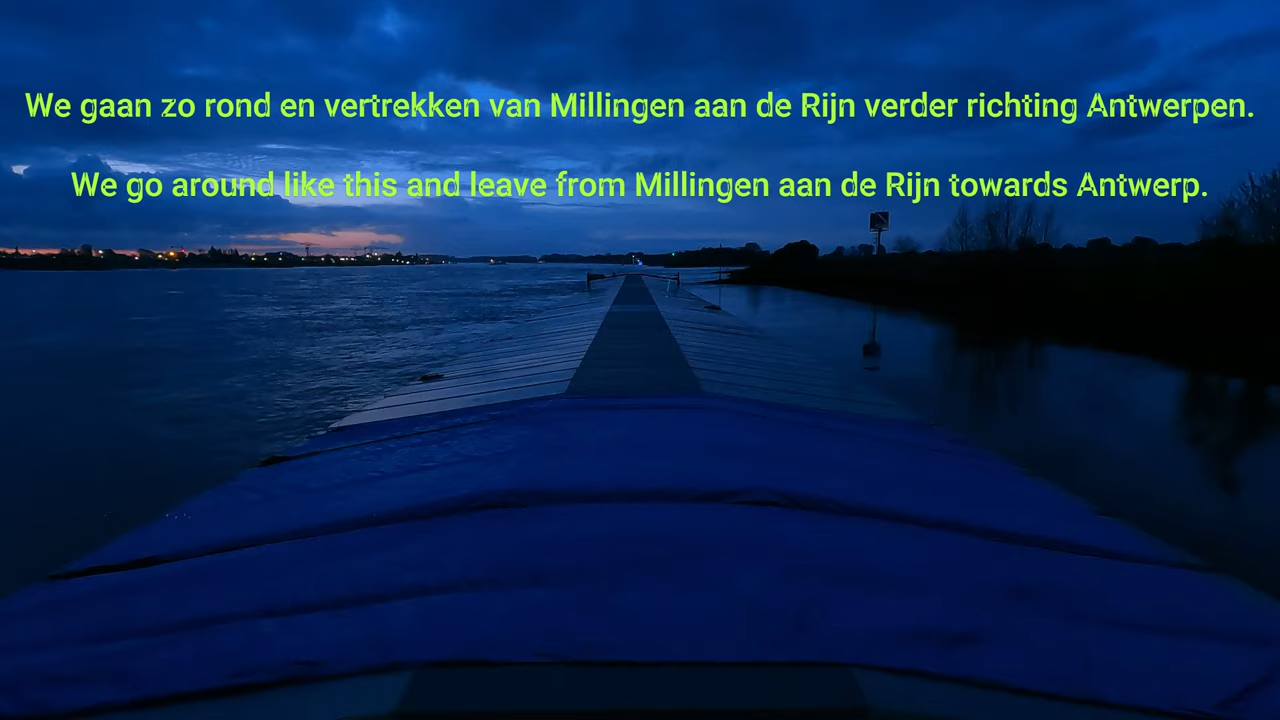 We gaan zo rond en vertrekken van Millingen aan de Rijn verder richting Antwerpen.
We go around like this and leave from Millingen aan de Rijn towards Antwerp.